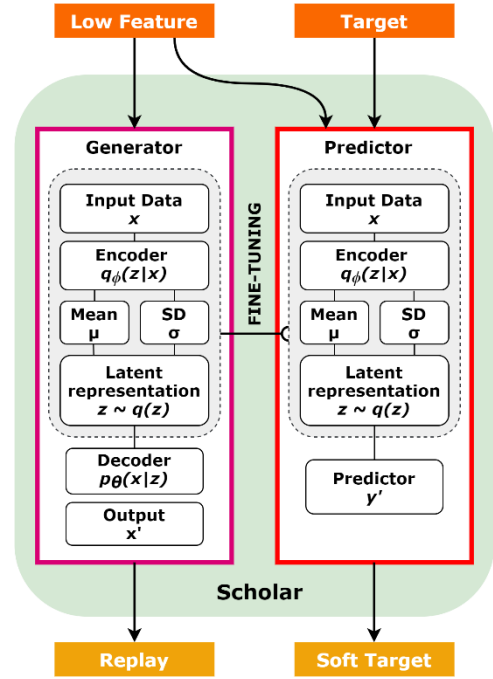 Low Feature
Target
Generator
Input Data
x
Encoder
qϕ(z|x)
Mean
μ
SD
σ
Latent
representation
z ~ q(z)
Decoder
pθ(x|z)
Output
x'
FINE-TUNING
Predictor
Input Data
x
Encoder
qϕ(z|x)
Mean
μ
SD
σ
Latent
representation
z ~ q(z)
Predictor
y'
Scholar
Replay
Soft Target